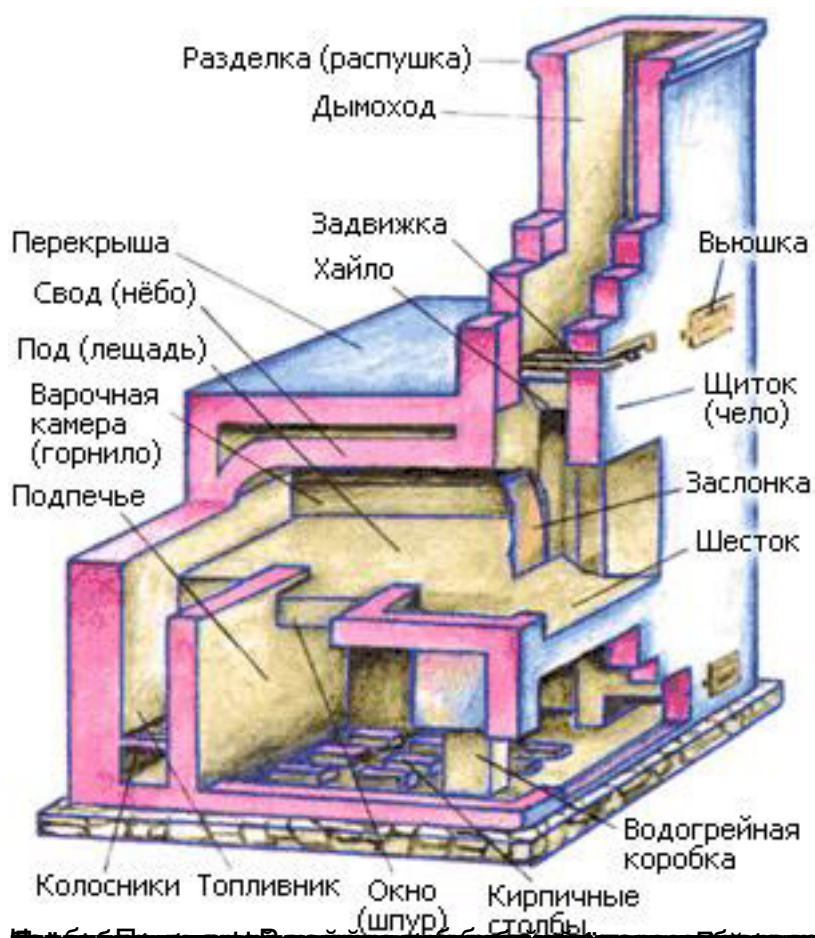 Разделка (распушка)
Дымоход
Задвижка
Хайло
Вьюшка
Перекрыша
Свод (нёбо)
Под (лещадь)
Варочная
камера
(горнило)
Подпечье
Щиток
(чело)
Заслонка
Шесток
Водогрейная
коробка
Колосники
Топливник
Окно
(шпур)
Кирпичные
столбы